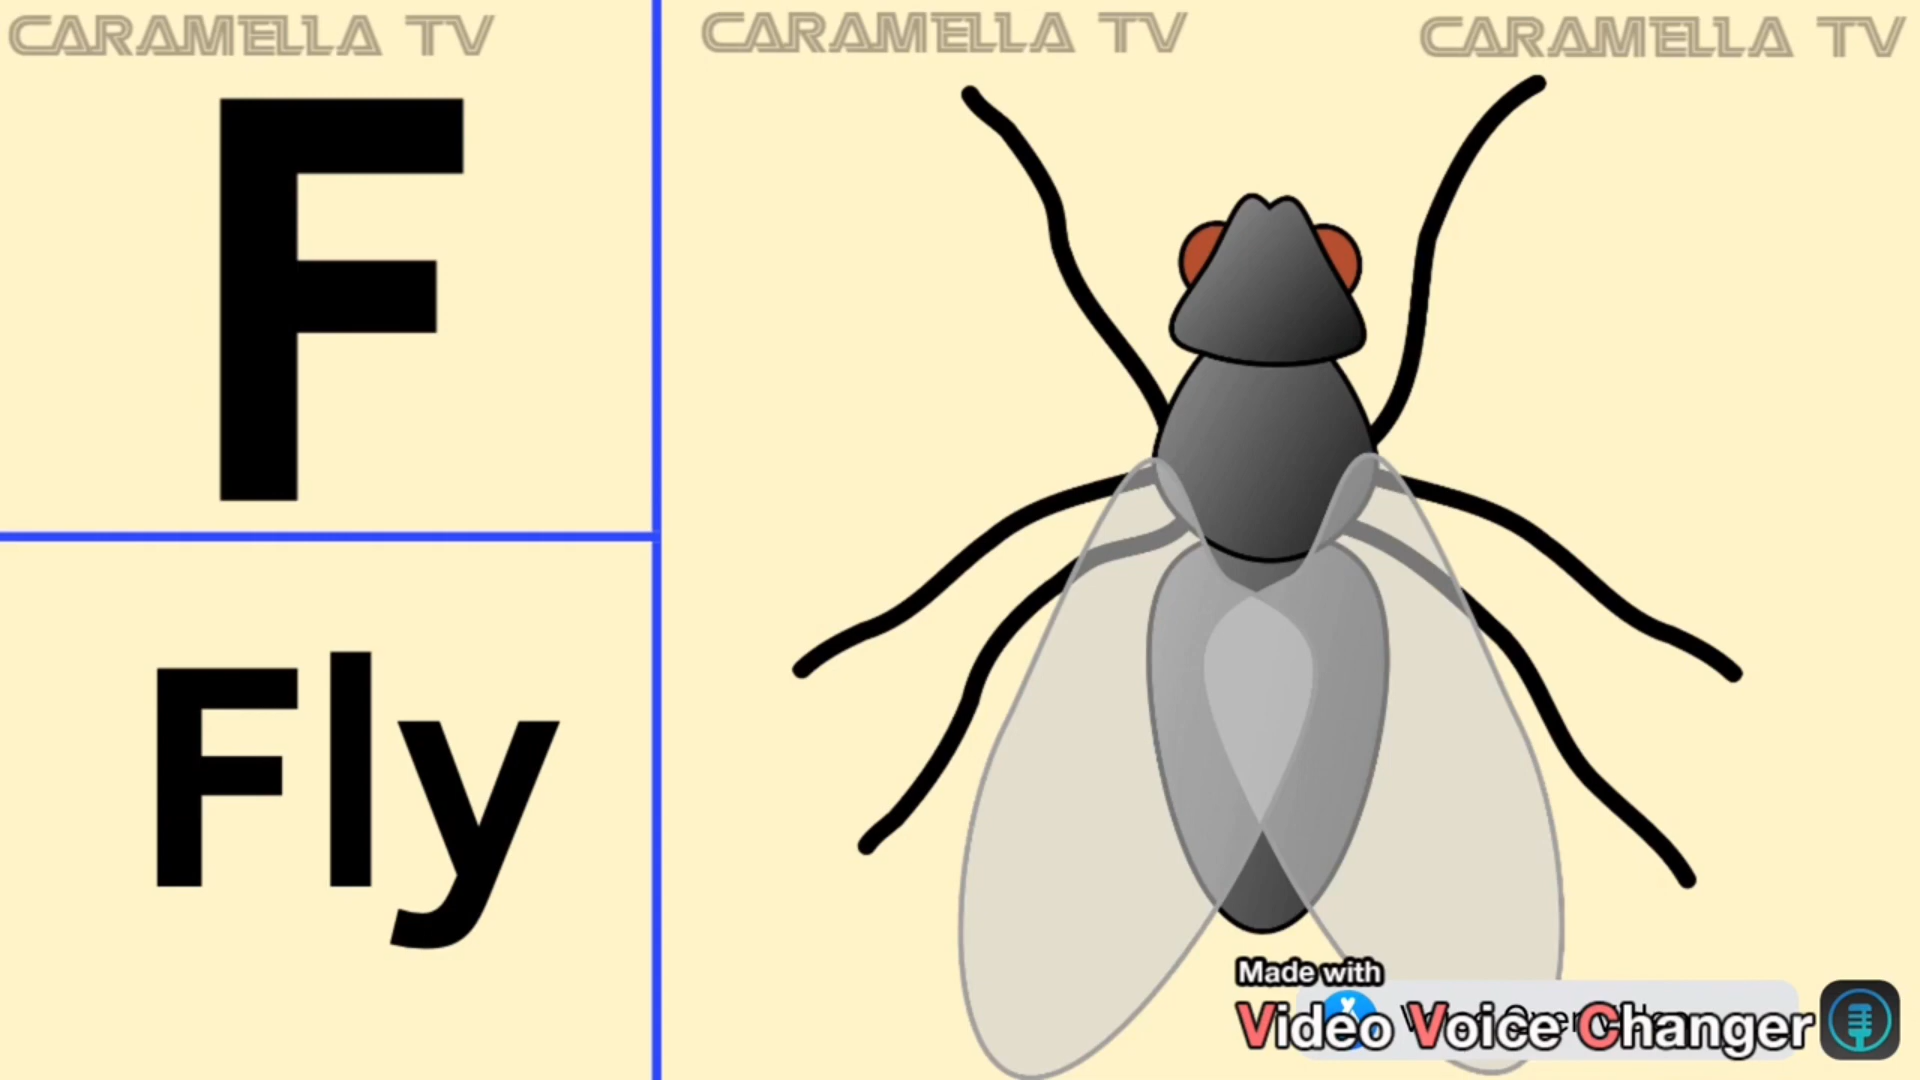 CARAMELLA TV
CARAMELLA TV
CARAMELLA TV
F
Fly
Made with
Video Voice Changer